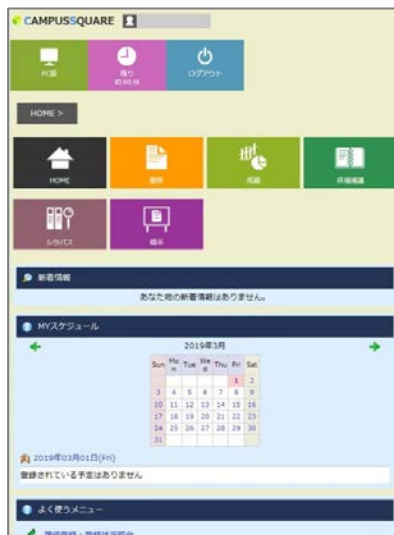 CAMPUSSQUARE
PC版
残り
約60分
ログアウト
HOME >
HOME
履修
成績
休補掲講
シラバス
掲示
新着情報
あなた宛の新着情報はありません。
MYスケジュール
2019年3月
Sun Mon Tue Wed Thu Fri Sat
1 2
3 4 5 6 7 8 9
10 11 12 13 14 15 16
17 18 19 20 21 22 23
24 25 26 27 28 29 30
31
2019年03月01日(Fri)
登録されている予定はありません
よく使うメニュー